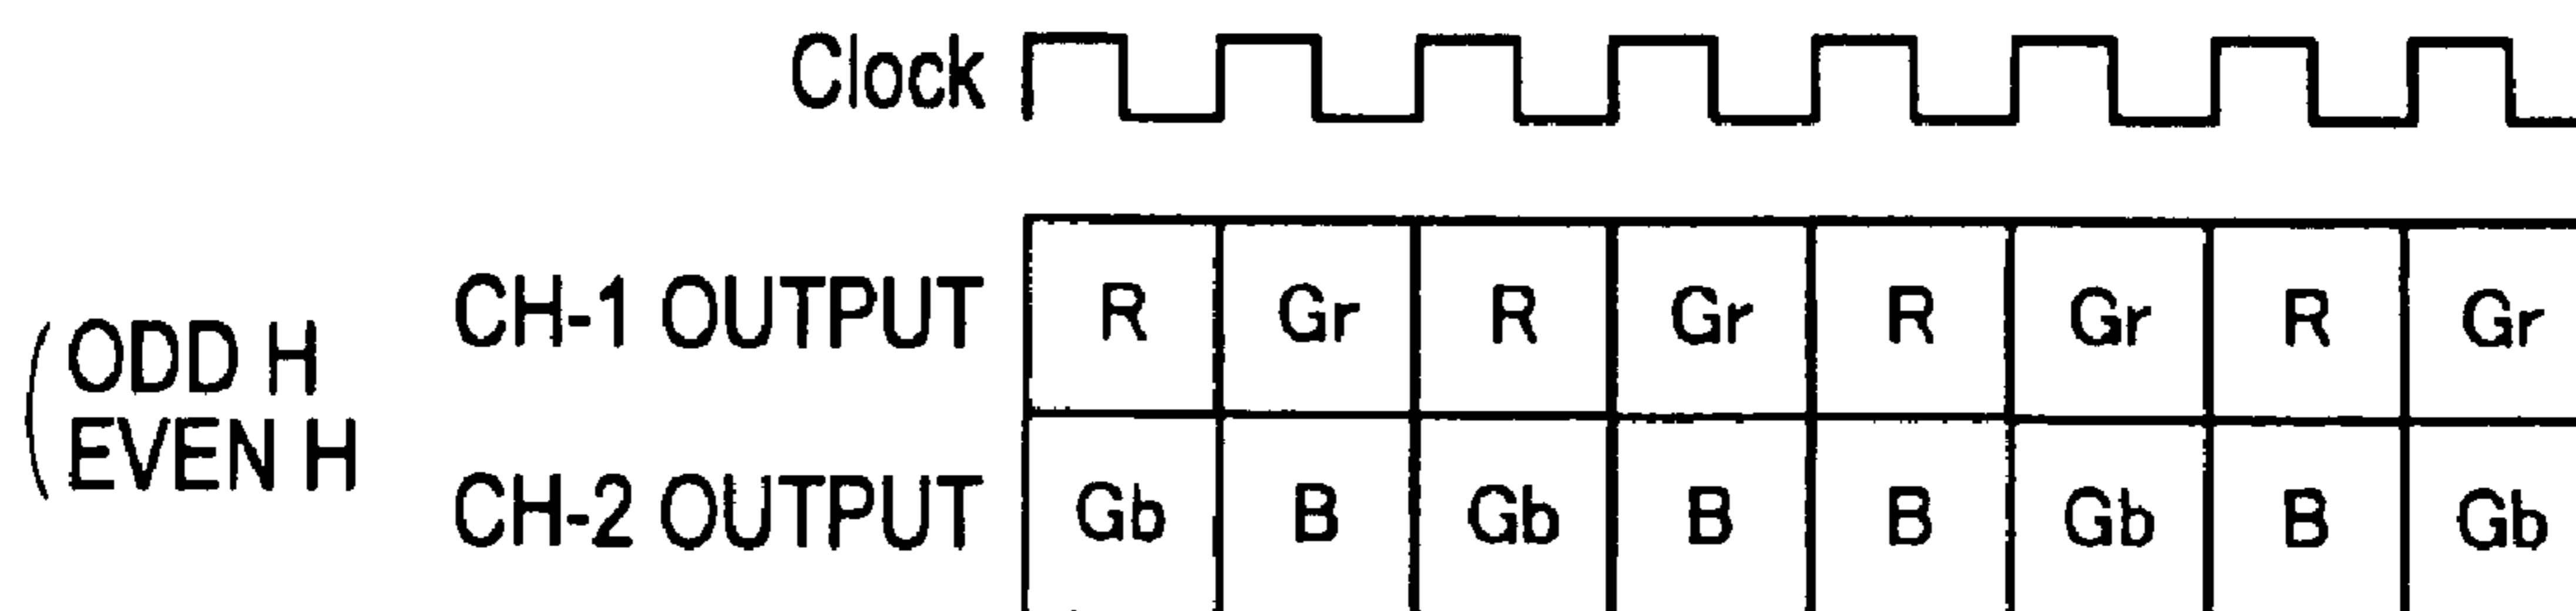 Clock
CH-1 OUTPUT R Gr R Gr R Gr R Gr
ODD H
EVEN H
CH-2 OUTPUT Gb B Gb B B Gb B Gb